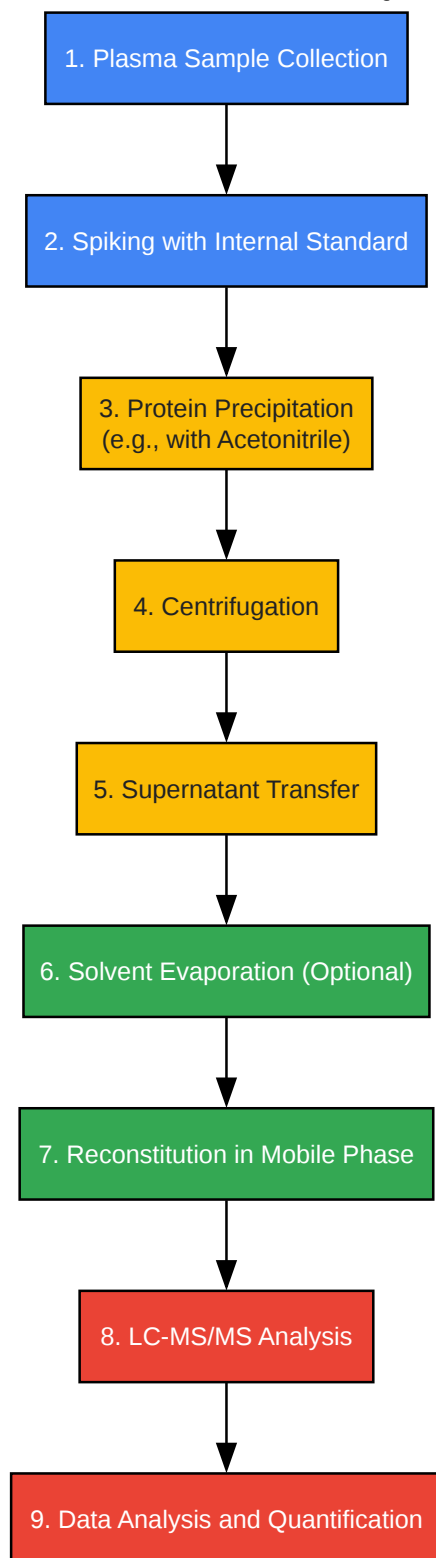 1. Plasma Sample Collection
2. Spiking with Internal Standard
3. Protein Precipitation
(e.g., with Acetonitrile)
4. Centrifugation
5. Supernatant Transfer
6. Solvent Evaporation (Optional)
7. Reconstitution in Mobile Phase
8. LC-MS/MS Analysis
9. Data Analysis and Quantification